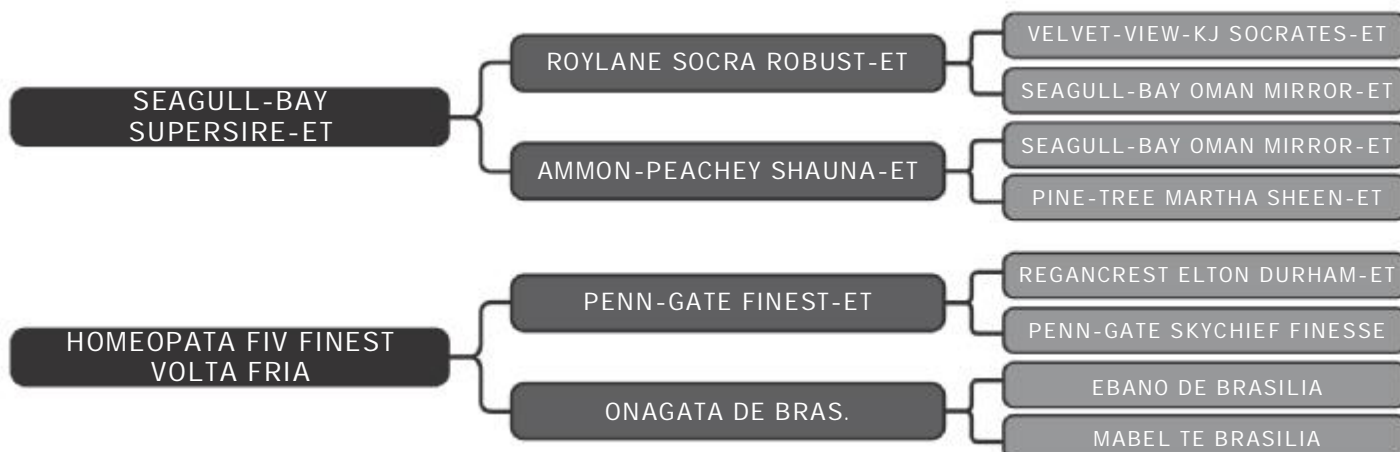 SEAGULL-BAY
SUPERSIRE-ET
ROYLANE SOCRA ROBUST-ET
VELVET-VIEW-KJ SOCRATES-ET
SEAGULL-BAY OMAN MIRROR-ET
AMMON-PEACHEY SHAUNA-ET
SEAGULL-BAY OMAN MIRROR-ET
PINE-TREE MARTHA SHEEN-ET
HOMEOPATA FIV FINEST
VOLTA FRIA
PENN-GATE FINEST-ET
REGANCREST ELTON DURHAM-ET
PENN-GATE SKYCHIEF FINESSE
ONAGATA DE BRAS.
EBANO DE BRASILIA
MABEL TE BRASILIA